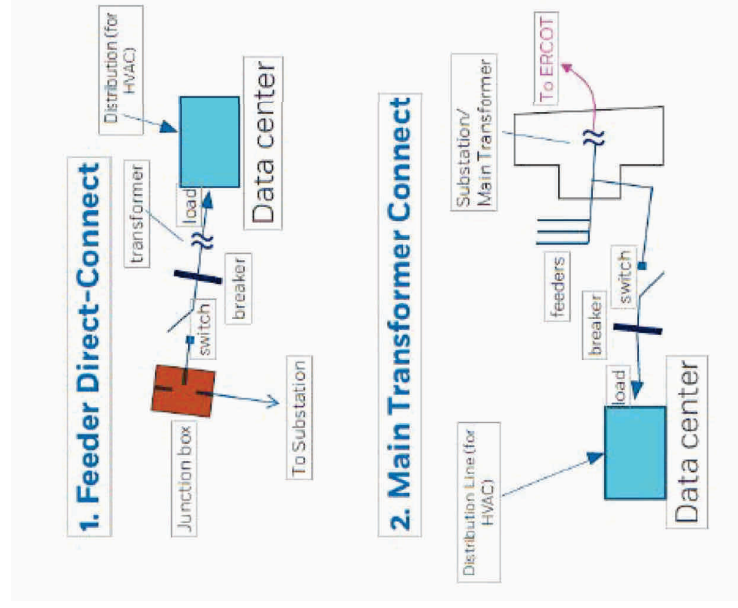 1. Feeder Direct-Connect
Distribution (for
HVAC)
transformer
load
Data center
breaker
switch
Junction box
To Substation
2. Main Transformer Connect
To ERCOT
Substation/
Main Transformer
feeders
switch
breaker
load
Data center
Distribution Line (for
HVAC)